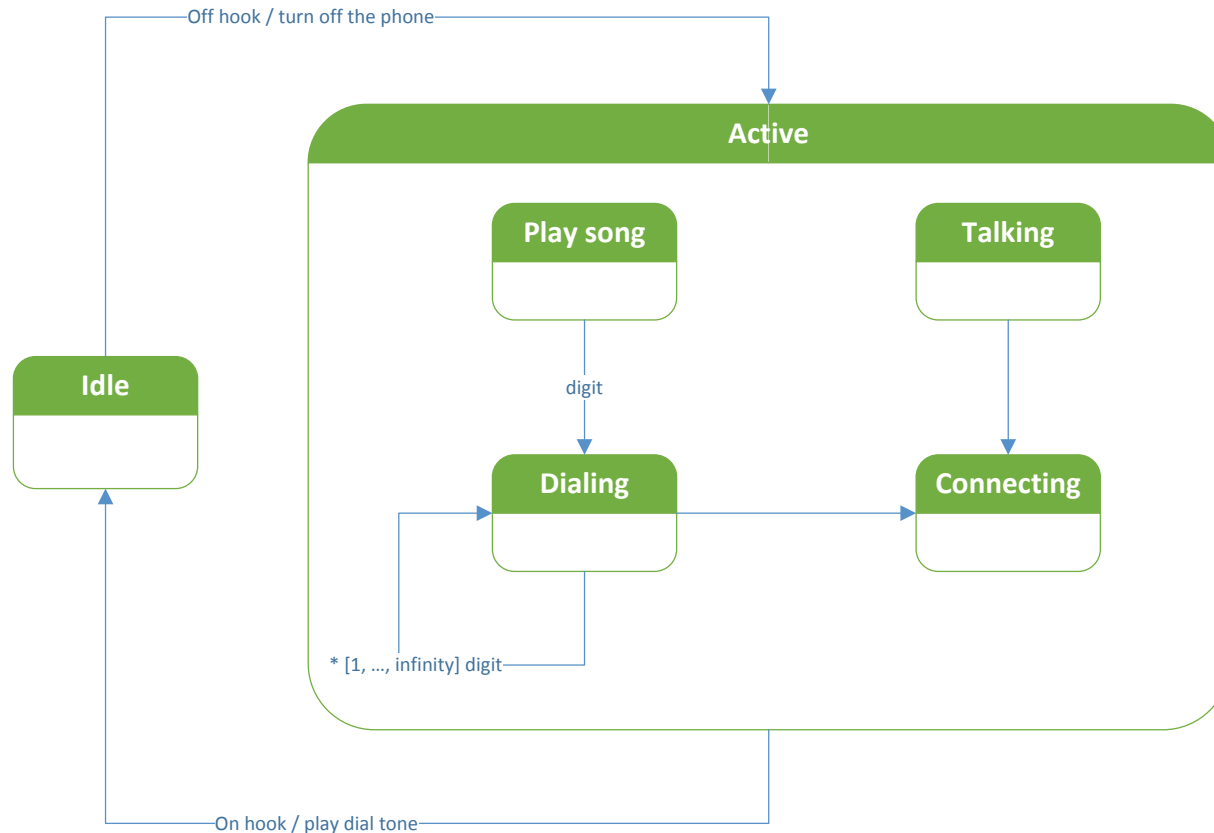 Off hook / turn off the phone
Active
Play song
Talking
Idle
digit
Dialing
Connecting
* [1, ..., infinity] digit
On hook / play dial tone